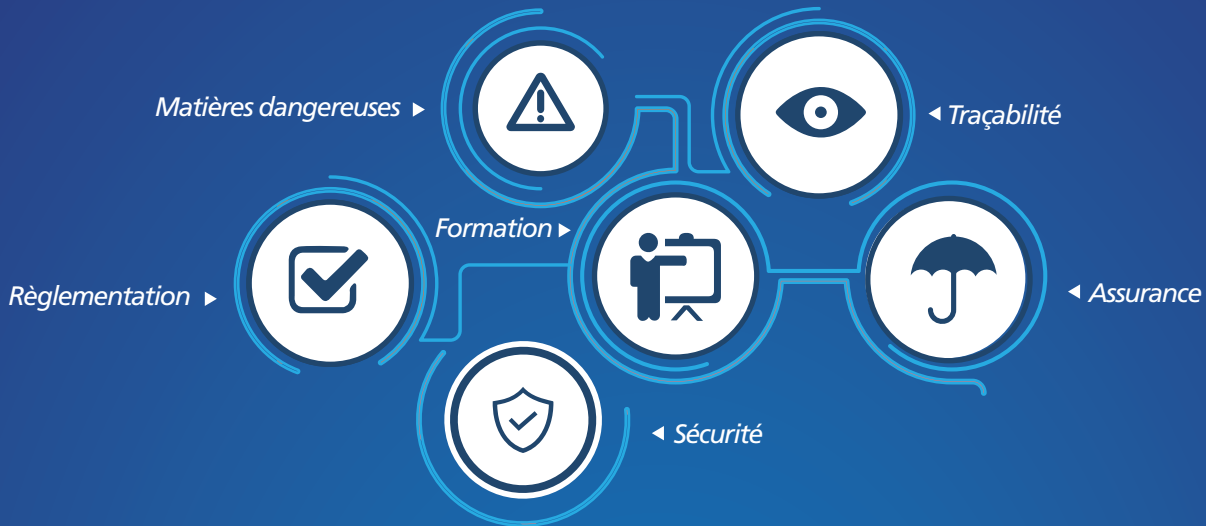 Matières dangereuses
Traçabilité
Formation
Règlementation
Assurance
Sécurité